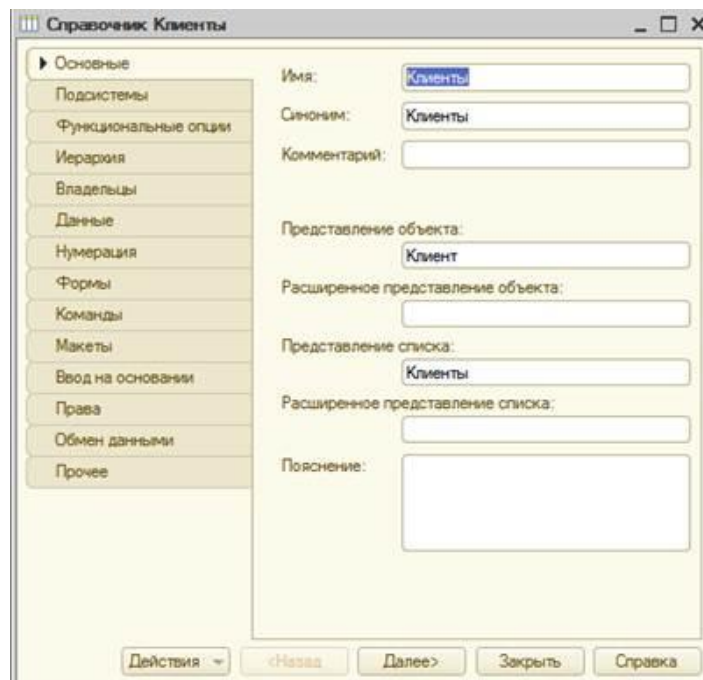 Справочник Клиенты
Основные
Подсистемы
Функциональные опции
Иерархия
Владельцы
Данные
Нумерация
Формы
Команды
Макеты
Ввод на основании
Права
Обмен данными
Прочее
Имя: Клиенты
Синоним: Клиенты
Комментарий:
Представление объекта:
Клиент
Расширенное представление объекта:
Представление списка:
Клиенты
Расширенное представление списка:
Пояснение:
Действия
<Назад
Далее>
Закрыть
Справка